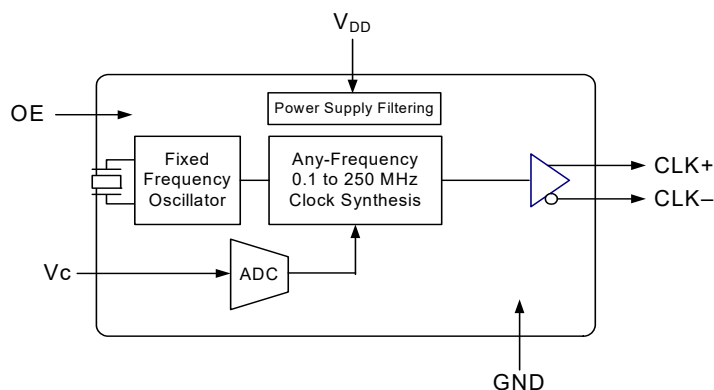 V_DD
OE
Power Supply Filtering
Fixed
Frequency
Oscillator
Any-Frequency
0.1 to 250 MHz
Clock Synthesis
CLK+
CLK–
Vc
ADC
GND